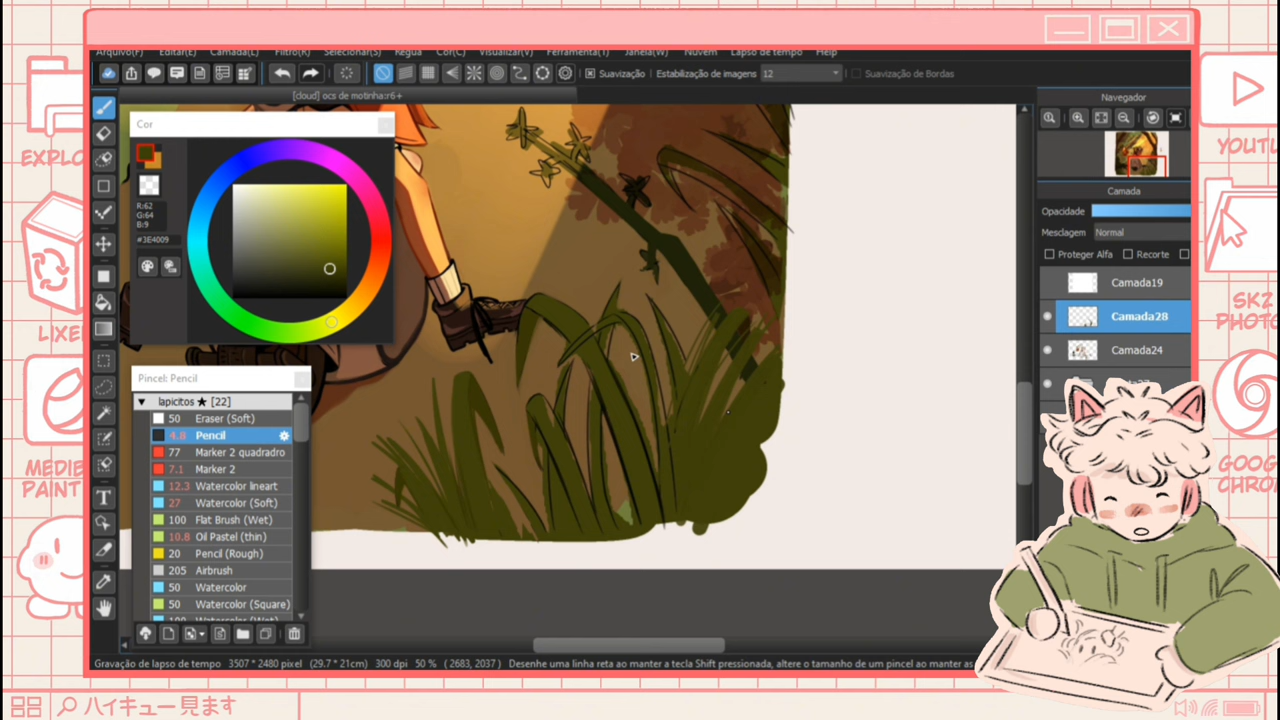 Arquivo(F) Editar(E) Camada(L) Filtro(R) Selecionar(S) Régua Cor(C) Visualizar(V) Ferramenta(T) Janela(W) Nuvem Lapso de tempo Help
Suavização Estabilização de imagens 12 Suavização de Bordas
[cloud] ocs de motinha:r6+
Cor
R:62
G:64
B:9
#3E4009
Pincel: Pencil
lapicitos ★ [22]
50 Eraser (Soft)
4.8 Pencil
77 Marker 2 quadrado
7.1 Marker 2
12.3 Watercolor lineart
27 Watercolor (Soft)
100 Flat Brush (Wet)
10.8 Oil Pastel (thin)
20 Pencil (Rough)
205 Airbrush
50 Watercolor
50 Watercolor (Square)
100 Watercolor (Wet)
Navegador
Camada
Opacidade
Mesclagem Normal
Proteger Alfa Recorte
Camada19
Camada28
Camada24
Gravação de lapso de tempo 3507 * 2480 pixel (29.7 * 21cm) 300 dpi 50 % ( 2683, 2037 ) Desenhe uma linha reta ao manter a tecla Shift pressionada, altere o tamanho de um pincel ao manter as
EXPLO
LIXE
MEDIB
PAINT
YOUTU
SKZ
PHOTO
GOOG
CHRO
ハイキュー見ます